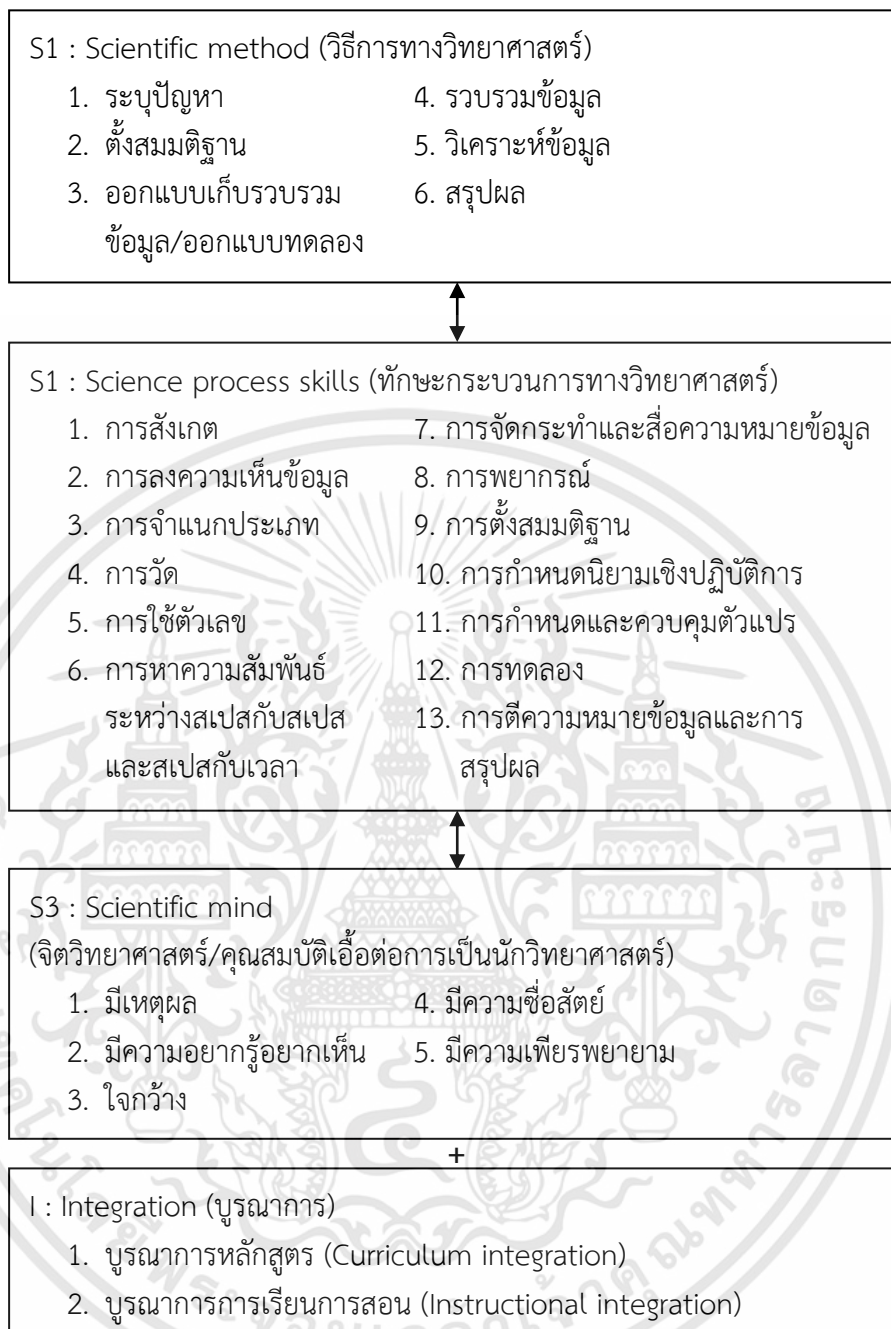 S1 : Scientific method (วิธีการทางวิทยาศาสตร์)
1. ระบุปัญหา
2. ตั้งสมมติฐาน
3. ออกแบบเก็บรวบรวม
ข้อมูล/ออกแบบทดลอง
4. รวบรวมข้อมูล
5. วิเคราะห์ข้อมูล
6. สรุปผล
S1 : Science process skills (ทักษะกระบวนการทางวิทยาศาสตร์)
1. การสังเกต
2. การลงความเห็นข้อมูล
3. การจำแนกประเภท
4. การวัด
5. การใช้ตัวเลข
6. การหาความสัมพันธ์
ระหว่างสเปสกับสเปส
และสเปสกับเวลา
7. การจัดกระทำและสื่อความหมายข้อมูล
8. การพยากรณ์
9. การตั้งสมมติฐาน
10. การกำหนดนิยามเชิงปฏิบัติการ
11. การกำหนดและควบคุมตัวแปร
12. การทดลอง
13. การตีความหมายข้อมูลและการ
สรุปผล
S3 : Scientific mind
(จิตวิทยาศาสตร์/คุณสมบัติเอื้อต่อการเป็นนักวิทยาศาสตร์)
1. มีเหตุผล
2. มีความอยากรู้อยากเห็น
3. ใจกว้าง
4. มีความซื่อสัตย์
5. มีความเพียรพยายาม
+
I : Integration (บูรณาการ)
1. บูรณาการหลักสูตร (Curriculum integration)
2. บูรณาการการเรียนการสอน (Instructional integration)